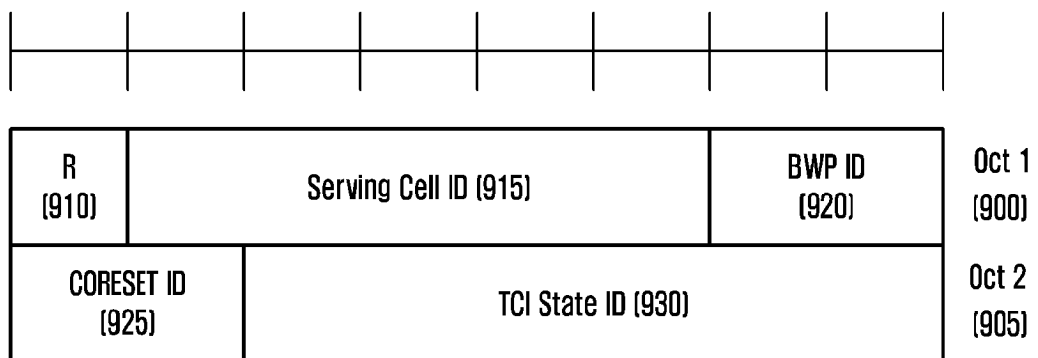 R
(910)
Serving Cell ID (915)
BWP ID
(920)
Oct 1
(900)
CORESET ID
(925)
TCI State ID (930)
Oct 2
(905)